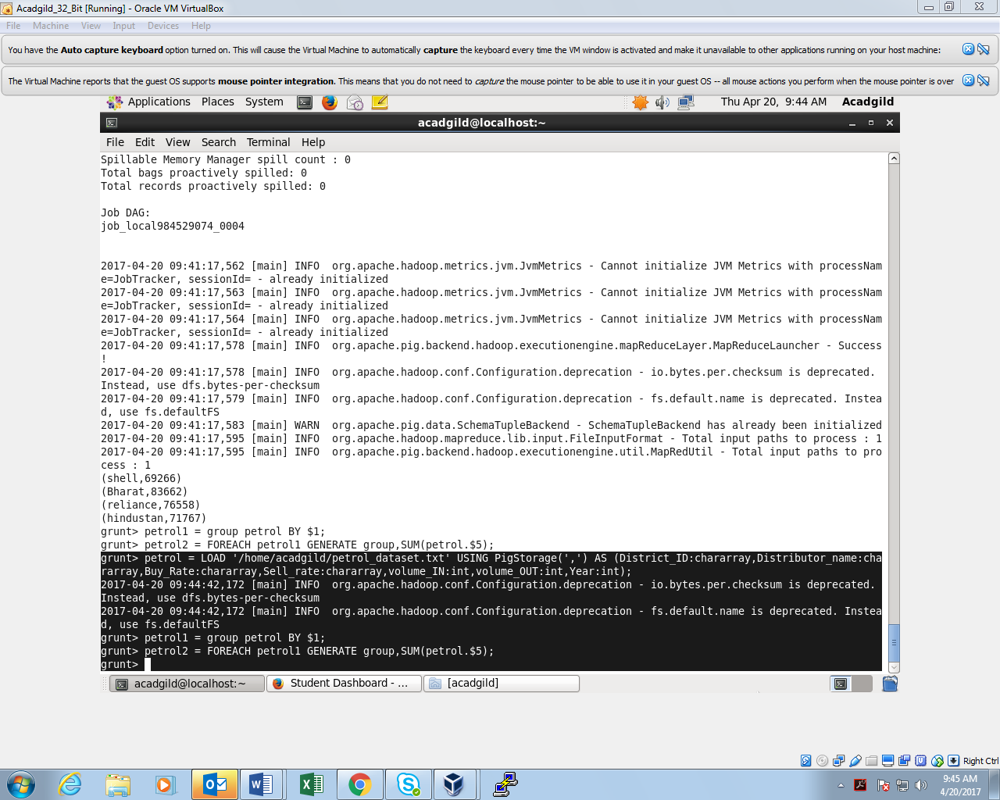 Acadgild_32_Bit [Running] - Oracle VM VirtualBox
File Machine View Input Devices Help
You have the Auto capture keyboard option turned on. This will cause the Virtual Machine to automatically capture the keyboard every time the VM window is activated and make it unavailable to other applications running on your host machine:
The Virtual Machine reports that the guest OS supports mouse pointer integration. This means that you do not need to capture the mouse pointer to be able to use it in your guest OS -- all mouse actions you perform when the mouse pointer is over
Applications Places System Thu Apr 20, 9:44 AM Acadgild
acadgild@localhost:~
File Edit View Search Terminal Help
Spillable Memory Manager spill count : 0
Total bags proactively spilled: 0
Total records proactively spilled: 0
Job DAG:
job_local984529074_0004
2017-04-20 09:41:17,562 [main] INFO  org.apache.hadoop.metrics.jvm.JvmMetrics - Cannot initialize JVM Metrics with processNam
e=JobTracker, sessionId= - already initialized
2017-04-20 09:41:17,563 [main] INFO  org.apache.hadoop.metrics.jvm.JvmMetrics - Cannot initialize JVM Metrics with processNam
e=JobTracker, sessionId= - already initialized
2017-04-20 09:41:17,564 [main] INFO  org.apache.hadoop.metrics.jvm.JvmMetrics - Cannot initialize JVM Metrics with processNam
e=JobTracker, sessionId= - already initialized
2017-04-20 09:41:17,578 [main] INFO  org.apache.pig.backend.hadoop.executionengine.mapReduceLayer.MapReduceLauncher - Success
!
2017-04-20 09:41:17,578 [main] INFO  org.apache.hadoop.conf.Configuration.deprecation - io.bytes.per.checksum is deprecated.
Instead, use dfs.bytes-per-checksum
2017-04-20 09:41:17,579 [main] INFO  org.apache.hadoop.conf.Configuration.deprecation - fs.default.name is deprecated. Instea
d, use fs.defaultFS
2017-04-20 09:41:17,583 [main] WARN  org.apache.pig.data.SchemaTupleBackend - SchemaTupleBackend has already been initialized
2017-04-20 09:41:17,595 [main] INFO  org.apache.hadoop.mapreduce.lib.input.FileInputFormat - Total input paths to process : 1
2017-04-20 09:41:17,595 [main] INFO  org.apache.pig.backend.hadoop.executionengine.util.MapRedUtil - Total input paths to pro
cess : 1
(shell,69266)
(Bharat,83662)
(reliance,76558)
(hindustan,71767)
grunt> petrol1 = group petrol BY $1;
grunt> petrol2 = FOREACH petrol1 GENERATE group,SUM(petrol.$5);
grunt> petrol = LOAD '/home/acadgild/petrol_dataset.txt' USING PigStorage(',') AS (District_ID:chararray,Distributor_name:cha
rarray,Buy_Rate:chararray,Sell_rate:chararray,volume_IN:int,volume_OUT:int,Year:int);
2017-04-20 09:44:42,172 [main] INFO  org.apache.hadoop.conf.Configuration.deprecation - io.bytes.per.checksum is deprecated.
Instead, use dfs.bytes-per-checksum
2017-04-20 09:44:42,172 [main] INFO  org.apache.hadoop.conf.Configuration.deprecation - fs.default.name is deprecated. Instea
d, use fs.defaultFS
grunt> petrol1 = group petrol BY $1;
grunt> petrol2 = FOREACH petrol1 GENERATE group,SUM(petrol.$5);
grunt>
acadgild@localhost:~ Student Dashboard - ... [acadgild]
Right Ctrl
9:45 AM
4/20/2017